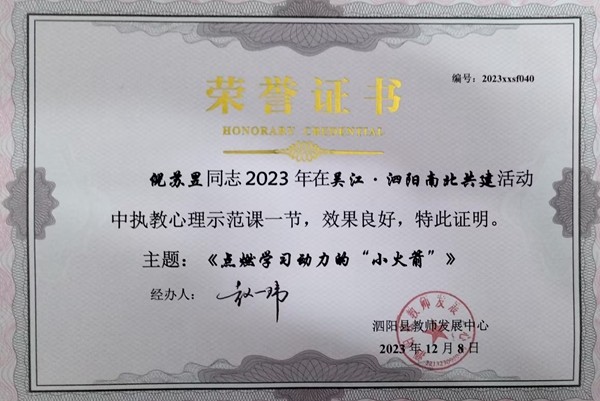 编号：2023xxsf040
荣誉证书
HONORARY CREDENTIAL
倪苏昱同志2023年在吴江·泗阳南北共建活动
中执教心理示范课一节，效果良好，特此证明。
主题：《点燃学习动力的“小火箭”》
经办人：
泗阳县教师发展中心
2023年12月8日